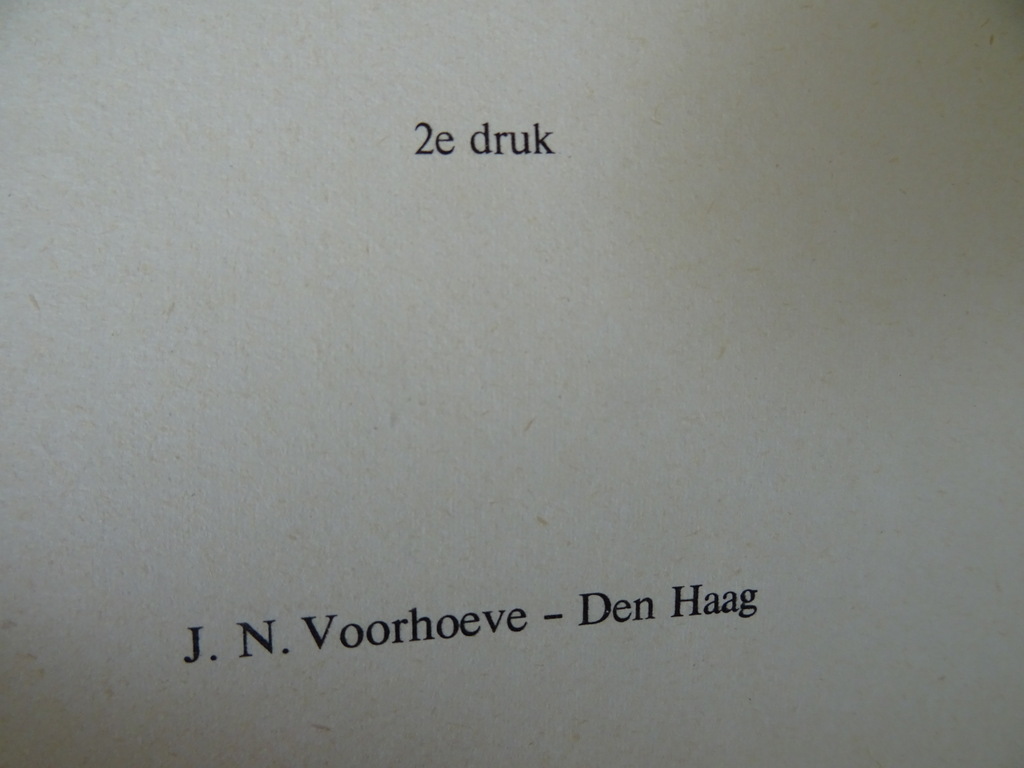 2e druk
J. N. Voorhoeve – Den Haag